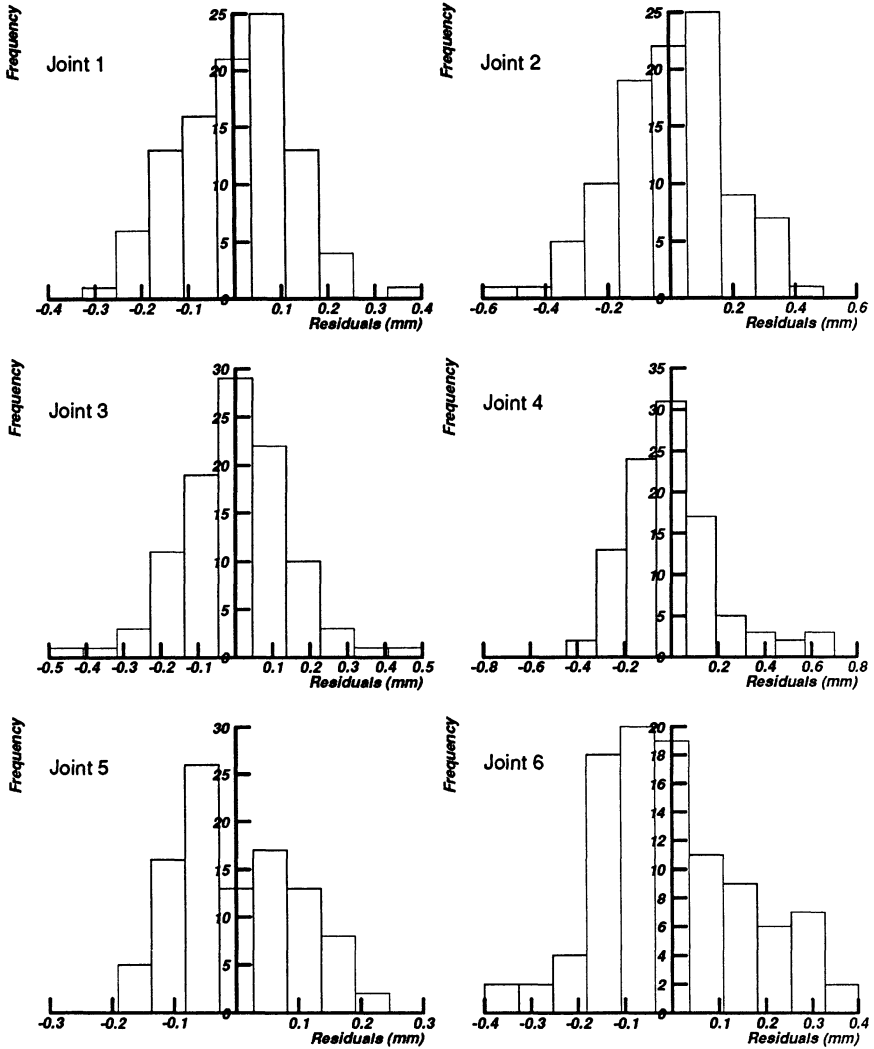 Frequency
Joint 1
25
20
15
10
5
0
-0.4 -0.3 -0.2 -0.1 0.1 0.2 0.3 0.4
Residuals (mm)
Frequency
Joint 2
25
20
15
10
5
0
-0.6 -0.4 -0.2 0.2 0.4 0.6
Residuals (mm)
Frequency
Joint 3
30
25
20
15
10
5
0
-0.5 -0.4 -0.3 -0.2 -0.1 0.1 0.2 0.3 0.4 0.5
Residuals (mm)
Frequency
Joint 4
35
30
25
20
15
10
5
0
-0.8 -0.6 -0.4 -0.2 0.2 0.4 0.6 0.8
Residuals (mm)
Frequency
Joint 5
30
25
20
15
10
5
0
-0.3 -0.2 -0.1 0.1 0.2 0.3
Residuals (mm)
Frequency
Joint 6
20
18
16
14
12
10
8
6
4
2
0
-0.4 -0.3 -0.2 -0.1 0.1 0.2 0.3 0.4
Residuals (mm)